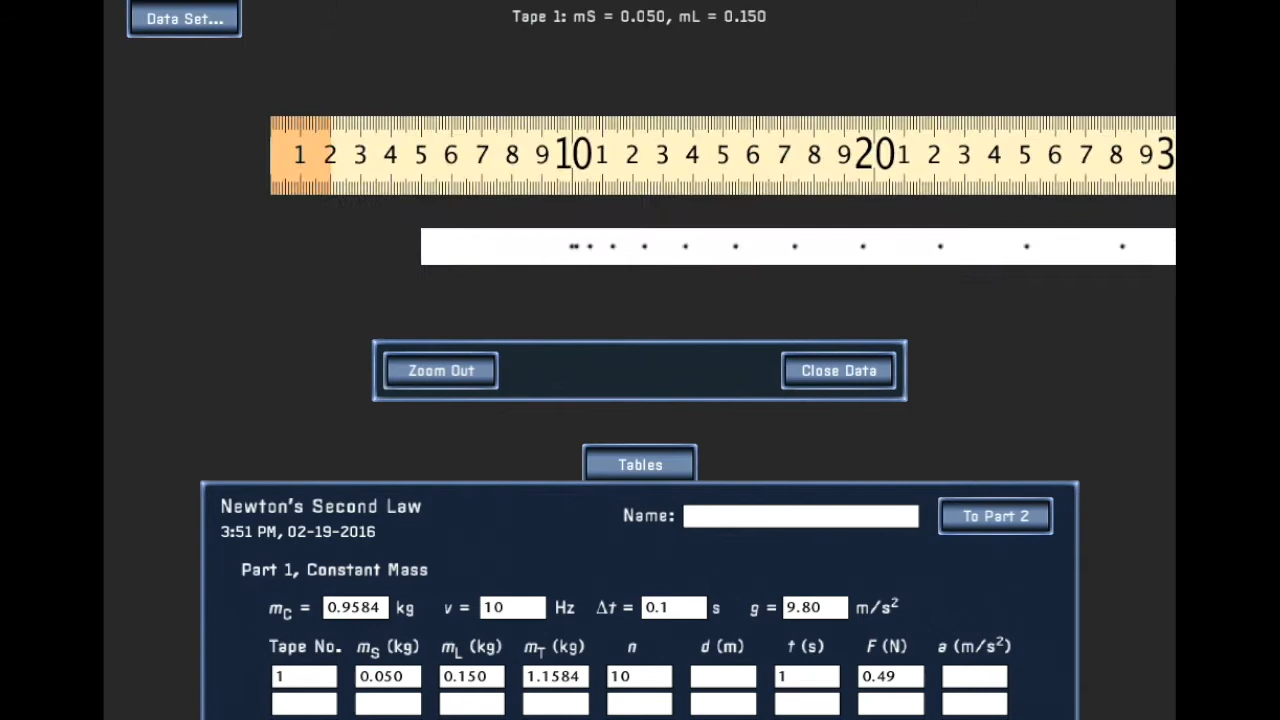 Data Set...
Tape 1: mS = 0.050, mL = 0.150
1 2 3 4 5 6 7 8 9 10 1 2 3 4 5 6 7 8 9 20 1 2 3 4 5 6 7 8 9 3
Zoom Out
Close Data
Tables
Newton's Second Law
Name:
To Part 2
3:51 PM, 02-19-2016
Part 1, Constant Mass
mC = 0.9584 kg ν = 10 Hz Δt = 0.1 s g = 9.80 m/s²
Tape No. mS (kg) mL (kg) mT (kg) n d (m) t (s) F (N) a (m/s²)
1 0.050 0.150 1.1584 10 1 0.49